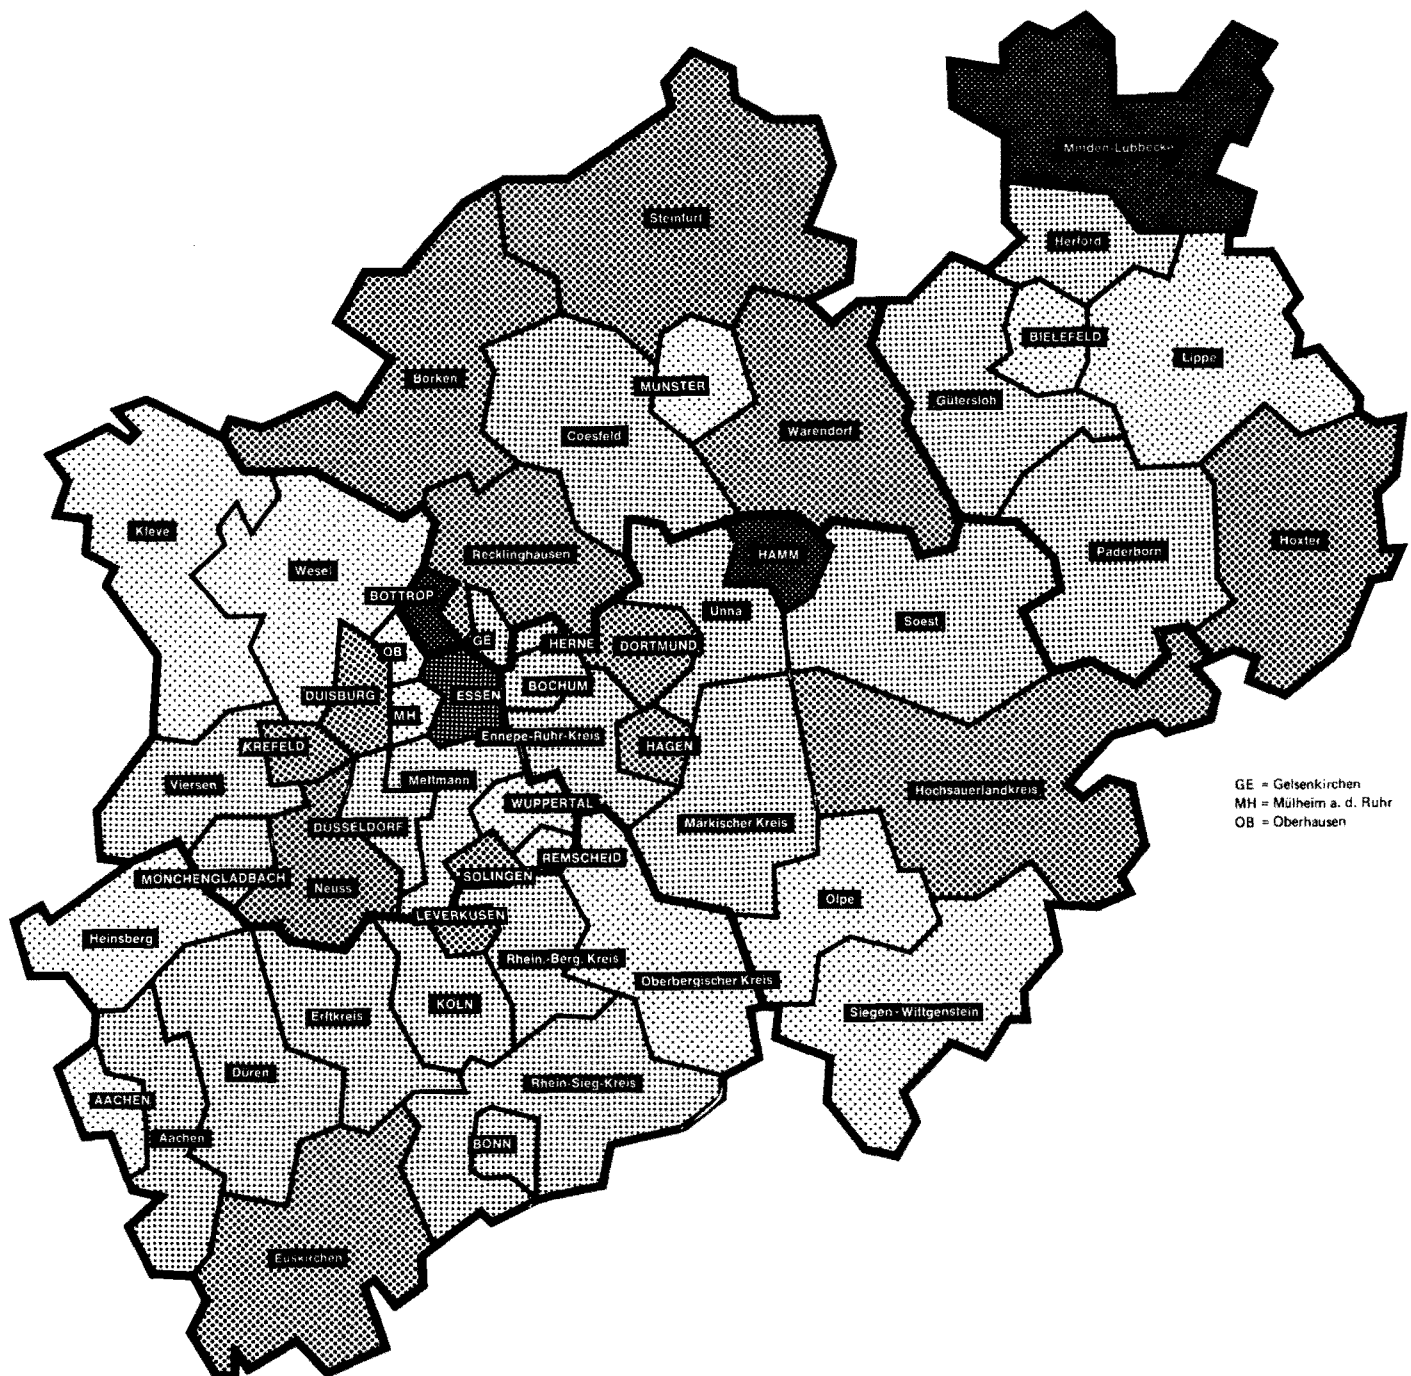 Minden-Lübbecke
Steinfurt
Herford
BIELEFELD
Lippe
Borken
MÜNSTER
Gütersloh
Coesfeld
Warendorf
Kleve
Wesel
Recklinghausen
HAMM
Paderborn
Höxter
BOTTROP
Unna
Soest
GE
HERNE
DORTMUND
OB
DUISBURG
ESSEN
BOCHUM
MH
KREFELD
Ennepe-Ruhr-Kreis
HAGEN
Viersen
Mettmann
Hochsauerlandkreis
GE = Gelsenkirchen
MH = Mülheim a. d. Ruhr
OB = Oberhausen
WUPPERTAL
DÜSSELDORF
Märkischer Kreis
REMSCHEID
MÖNCHENGLADBACH
Neuss
SOLINGEN
Olpe
LEVERKUSEN
Heinsberg
Rhein.-Berg. Kreis
Oberbergischer Kreis
KÖLN
Erftkreis
Siegen-Wittgenstein
Düren
Rhein-Sieg-Kreis
AACHEN
Aachen
BONN
Euskirchen